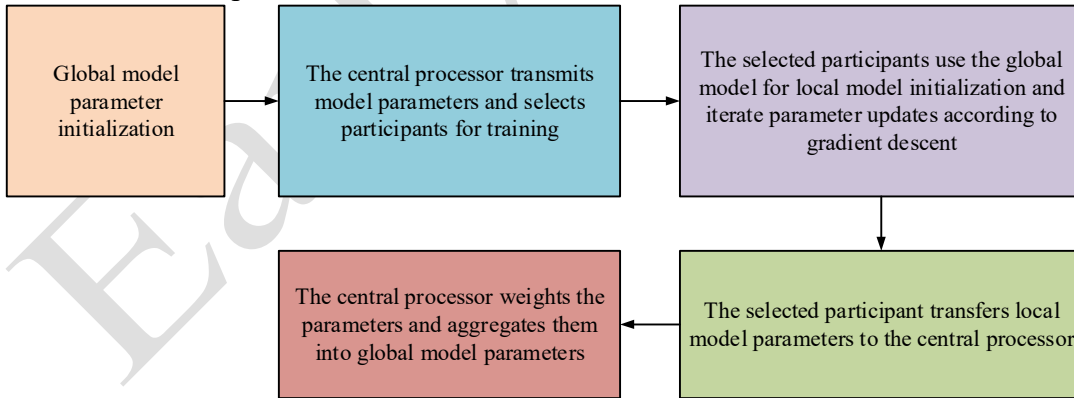 Global model
parameter
initialization
The central processor transmits
model parameters and selects
participants for training
The selected participants use the global
model for local model initialization and
iterate parameter updates according to
gradient descent
The central processor weights the
parameters and aggregates them
into global model parameters
The selected participant transfers local
model parameters to the central processor